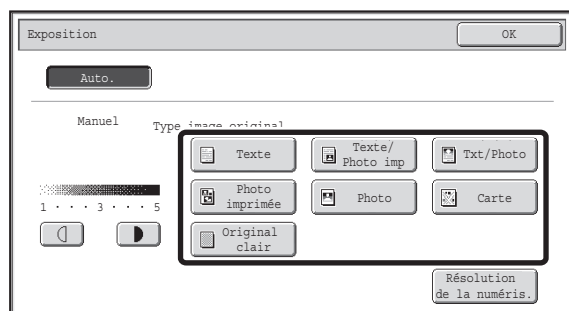 Exposition
OK
Auto.
Manuel
Type image original
Texte
Texte/
Photo imp
Txt/Photo
Photo
imprimée
Photo
Carte
1 · · · 3 · · · 5
Original
clair
Résolution
de la numéris.